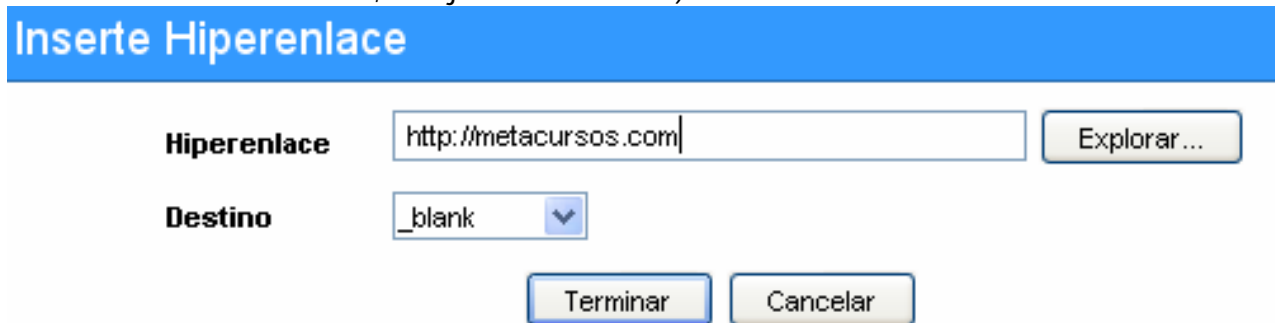 Inserte Hiperenlace
Hiperenlace http://metacursos.com Explorar...
Destino _blank
Terminar Cancelar